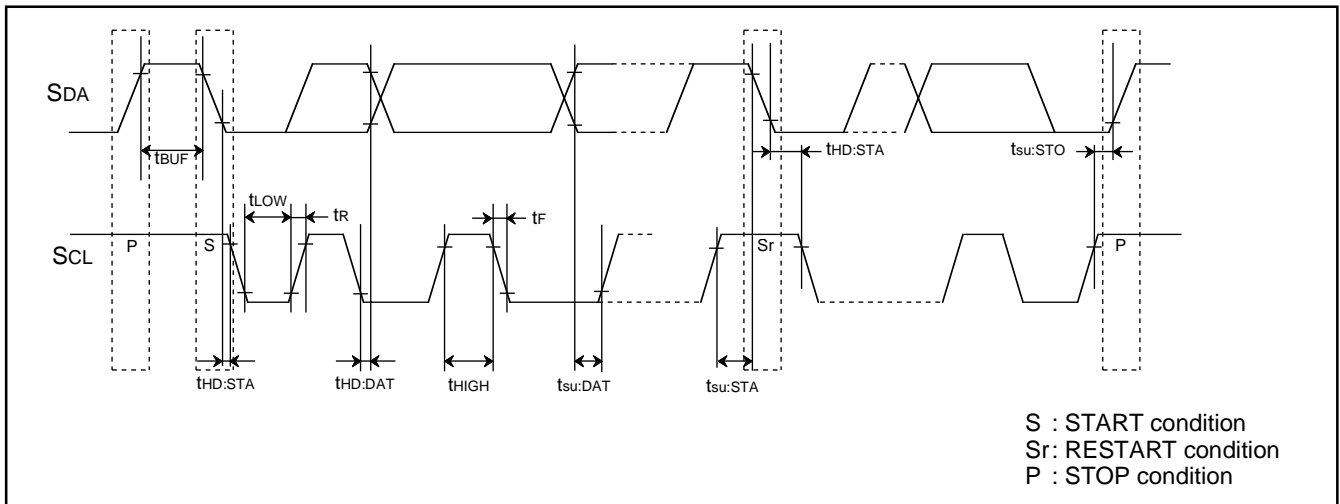 SDA
tBUF
tHD:STA
tsu:STO
tLOW
tR
tF
SCL
P
S
Sr
P
tHD:STA
tHD:DAT
tHIGH
tsu:DAT
tsu:STA
S : START condition
Sr: RESTART condition
P : STOP condition